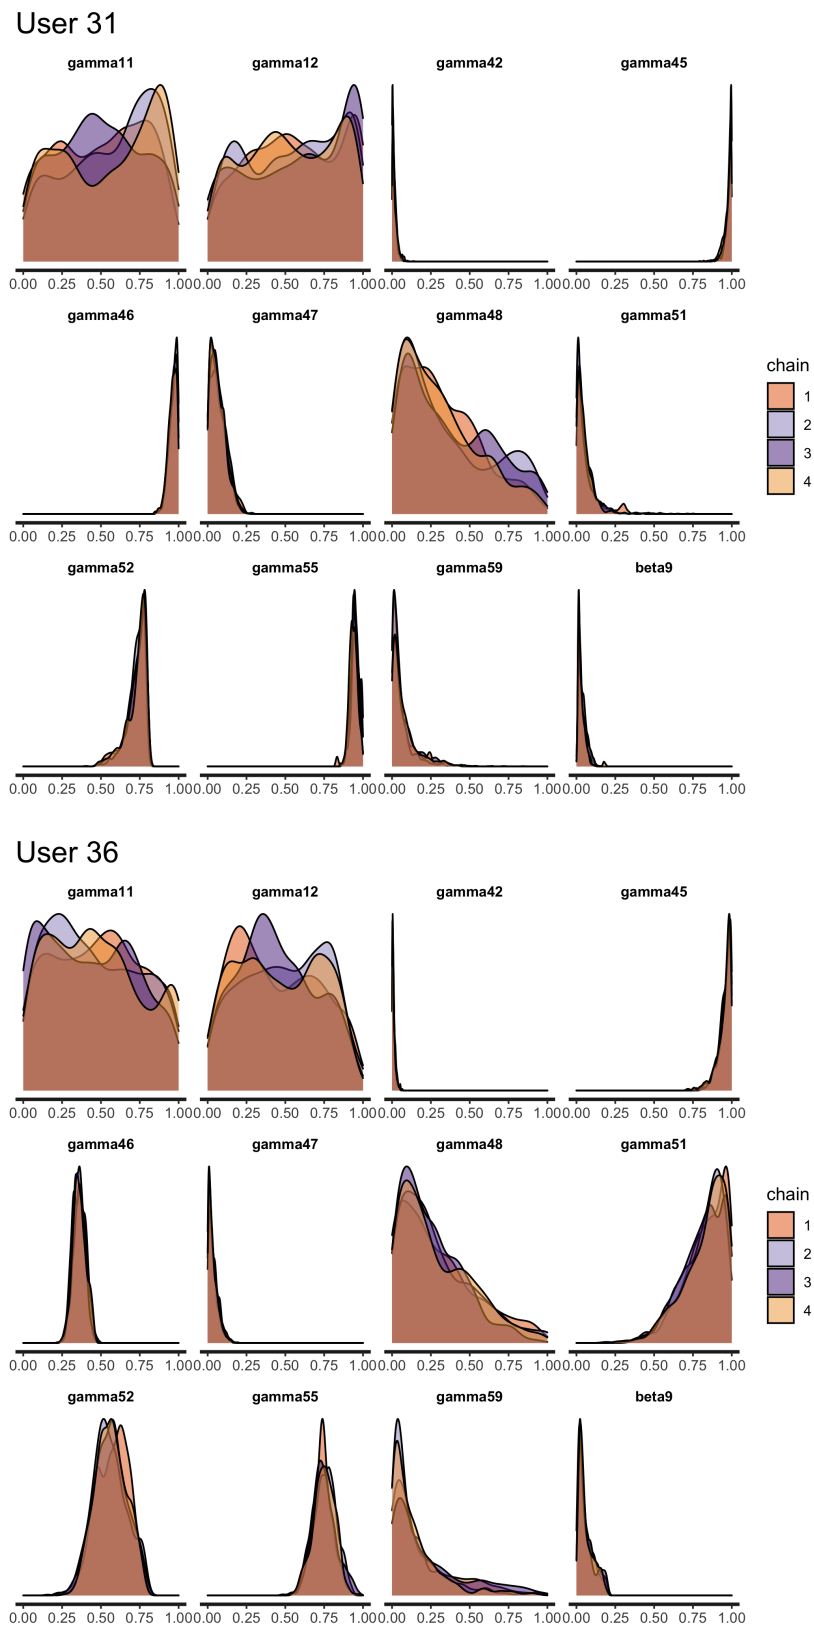 User 31
gamma11 gamma12 gamma42 gamma45
0.00 0.25 0.50 0.75 1.00 0.00 0.25 0.50 0.75 1.00 0.00 0.25 0.50 0.75 1.00 0.00 0.25 0.50 0.75 1.00
gamma46 gamma47 gamma48 gamma51
0.00 0.25 0.50 0.75 1.00 0.00 0.25 0.50 0.75 1.00 0.00 0.25 0.50 0.75 1.00 0.00 0.25 0.50 0.75 1.00
gamma52 gamma55 gamma59 beta9
0.00 0.25 0.50 0.75 1.00 0.00 0.25 0.50 0.75 1.00 0.00 0.25 0.50 0.75 1.00 0.00 0.25 0.50 0.75 1.00
chain
1
2
3
4
User 36
gamma11 gamma12 gamma42 gamma45
0.00 0.25 0.50 0.75 1.00 0.00 0.25 0.50 0.75 1.00 0.00 0.25 0.50 0.75 1.00 0.00 0.25 0.50 0.75 1.00
gamma46 gamma47 gamma48 gamma51
0.00 0.25 0.50 0.75 1.00 0.00 0.25 0.50 0.75 1.00 0.00 0.25 0.50 0.75 1.00 0.00 0.25 0.50 0.75 1.00
gamma52 gamma55 gamma59 beta9
0.00 0.25 0.50 0.75 1.00 0.00 0.25 0.50 0.75 1.00 0.00 0.25 0.50 0.75 1.00 0.00 0.25 0.50 0.75 1.00
chain
1
2
3
4